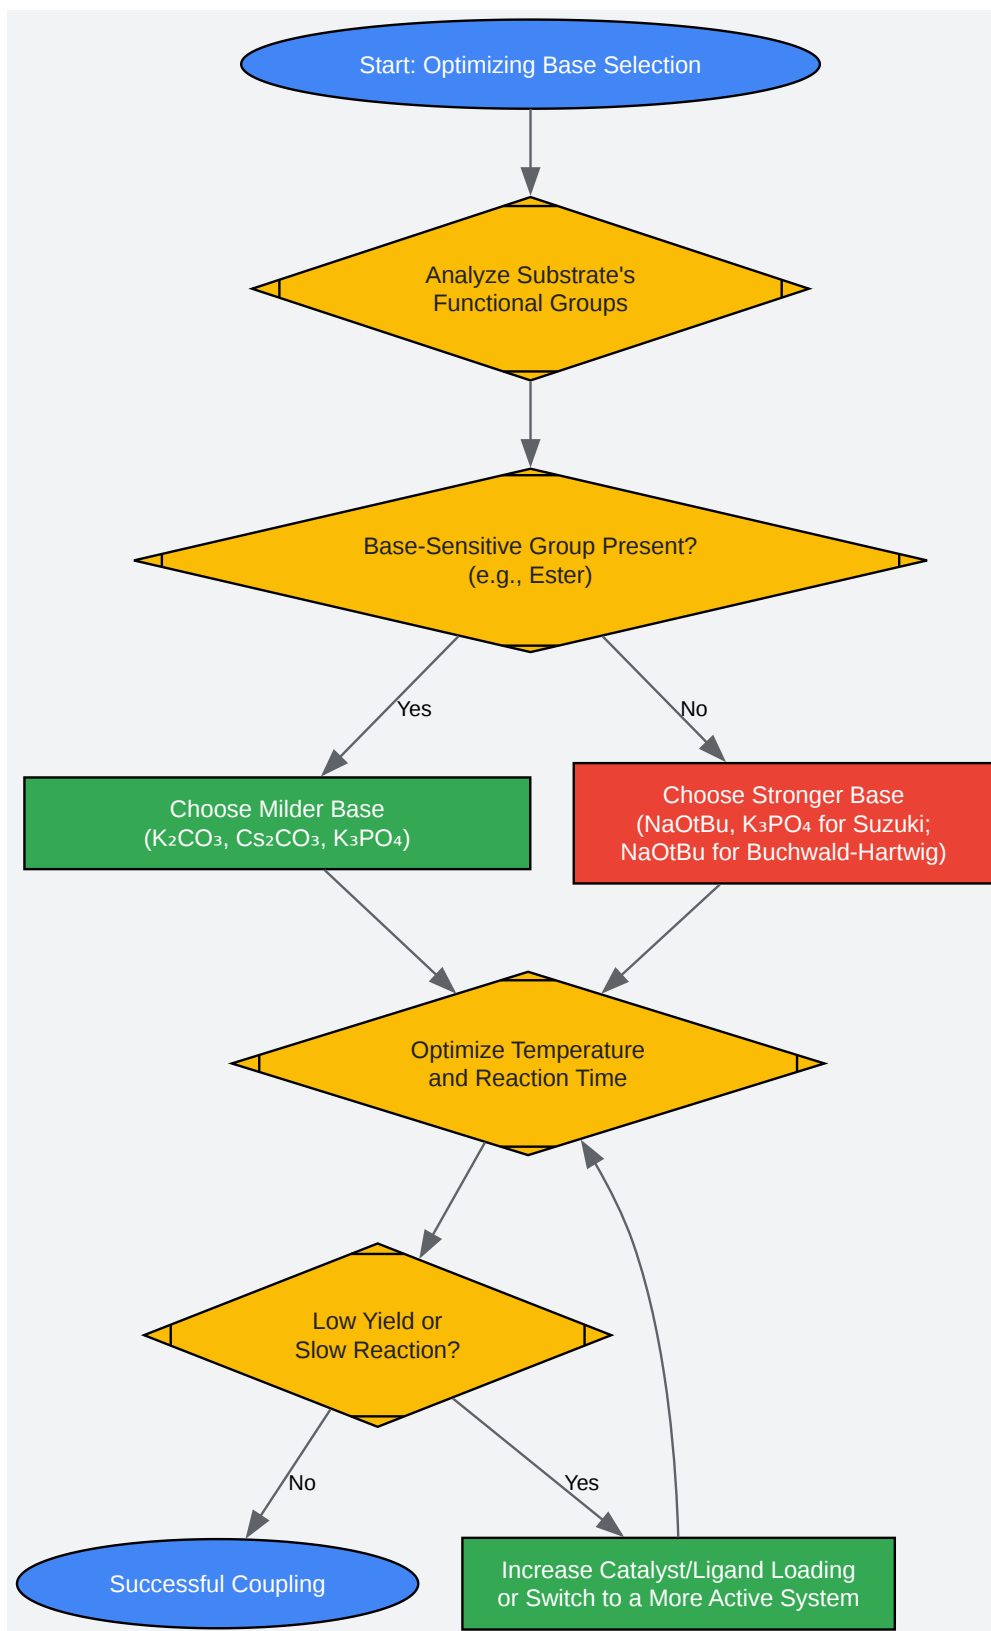 Start: Optimizing Base Selection
Analyze Substrate's
Functional Groups
Base-Sensitive Group Present?
(e.g., Ester)
Yes
No
Choose Milder Base
(K₂CO₃, Cs₂CO₃, K₃PO₄)
Choose Stronger Base
(NaOtBu, K₃PO₄ for Suzuki;
NaOtBu for Buchwald-Hartwig)
Optimize Temperature
and Reaction Time
Low Yield or
Slow Reaction?
No
Yes
Successful Coupling
Increase Catalyst/Ligand Loading
or Switch to a More Active System